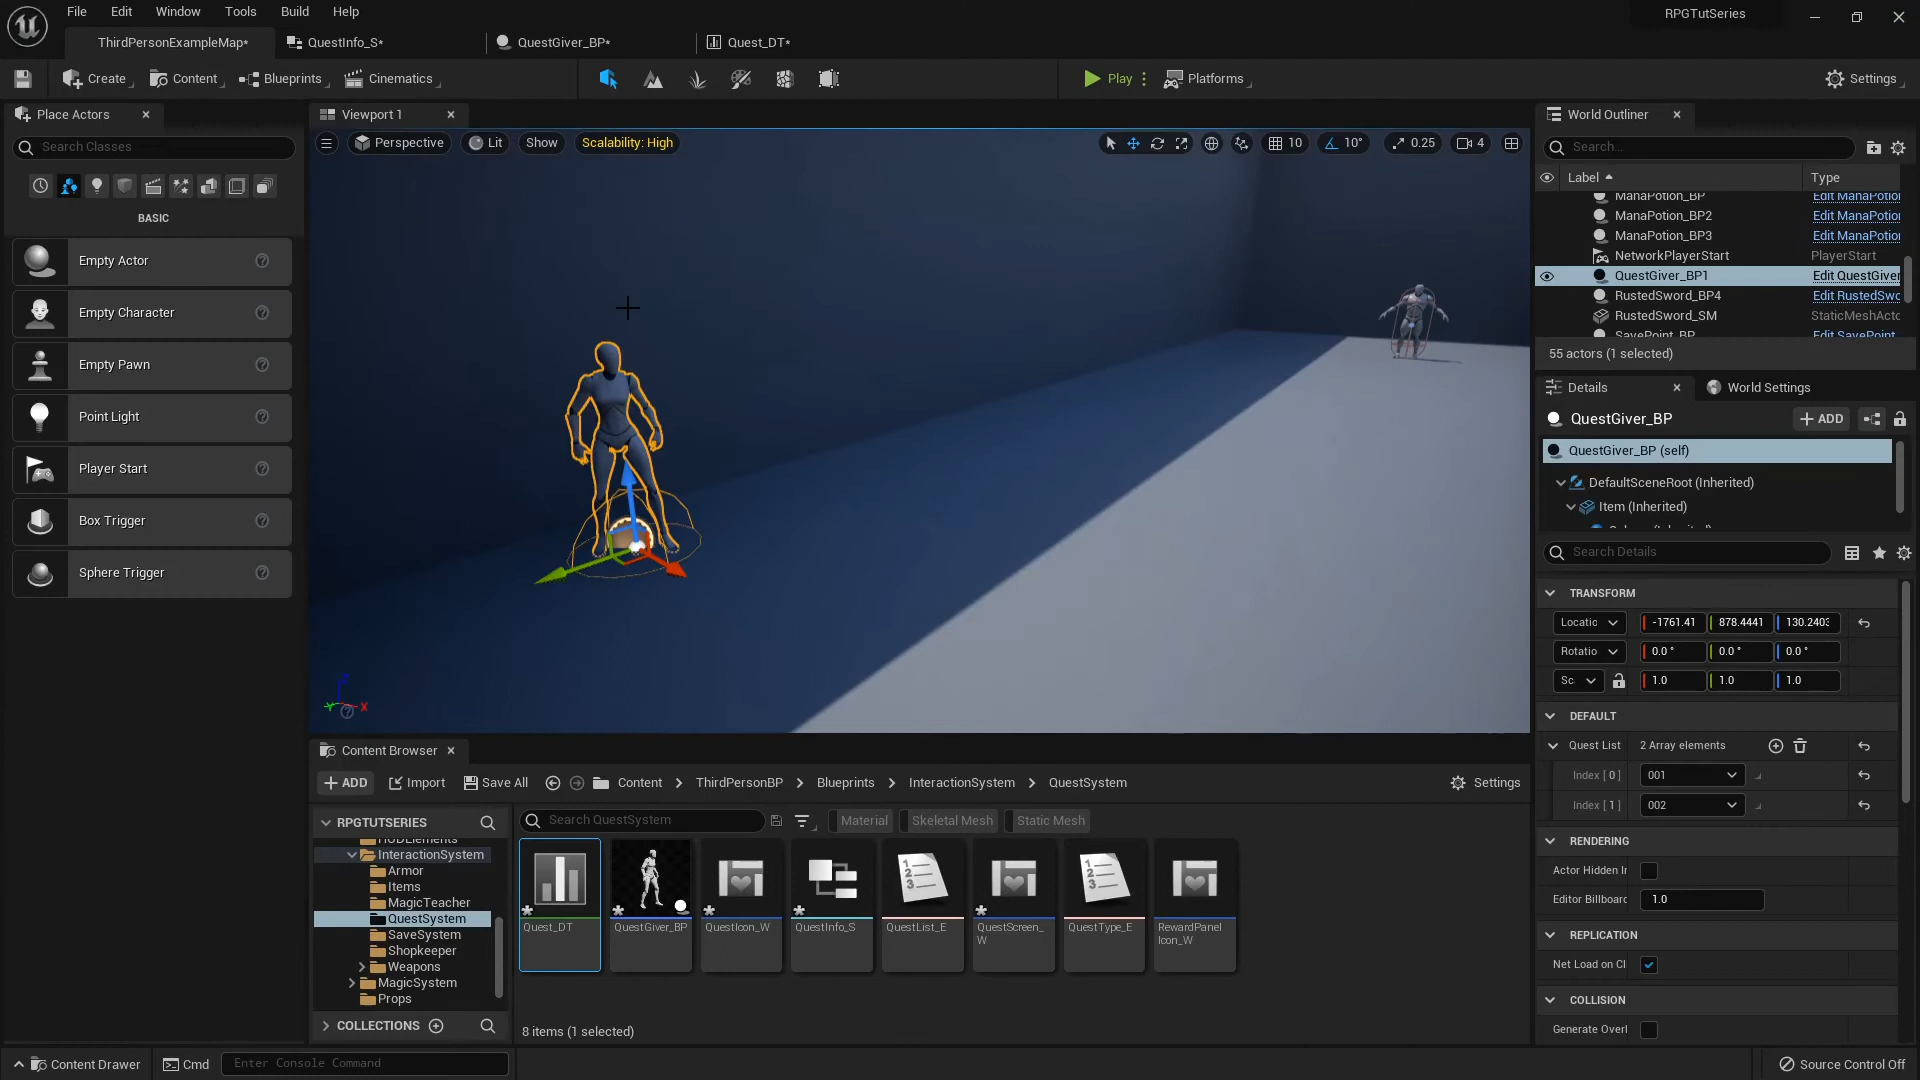 File Edit Window Tools Build Help
RPGTutSeries
ThirdPersonExampleMap*
QuestInfo_S*
QuestGiver_BP*
Quest_DT*
Create
Content
Blueprints
Cinematics
Play
Platforms
Settings
Place Actors
Search Classes
BASIC
Empty Actor
Empty Character
Empty Pawn
Point Light
Player Start
Box Trigger
Sphere Trigger
Viewport 1
Perspective
Lit
Show
Scalability: High
10
10°
0.25
4
World Outliner
Search...
Label
Type
ManaPotion_BP Edit ManaPotion
ManaPotion_BP2 Edit ManaPotion
ManaPotion_BP3 Edit ManaPotion
NetworkPlayerStart PlayerStart
QuestGiver_BP1 Edit QuestGiver
RustedSword_BP4 Edit RustedSwo
RustedSword_SM StaticMeshActo
SavePoint_BP Edit SavePoint
55 actors (1 selected)
Details
World Settings
QuestGiver_BP
ADD
QuestGiver_BP (self)
DefaultSceneRoot (Inherited)
Item (Inherited)
Search Details
TRANSFORM
Locatic -1761.41 878.4441 130.2403
Rotatio 0.0 ° 0.0 ° 0.0 °
Sc 1.0 1.0 1.0
DEFAULT
Quest List 2 Array elements
Index [ 0 ] 001
Index [ 1 ] 002
RENDERING
Actor Hidden Ir
Editor Billboarc 1.0
REPLICATION
Net Load on Cl
COLLISION
Generate Overl
X
Content Browser
ADD
Import
Save All
Content > ThirdPersonBP > Blueprints > InteractionSystem > QuestSystem
Settings
RPGTUTSERIES
Search QuestSystem
Material
Skeletal Mesh
Static Mesh
HUDElements
InteractionSystem
Armor
Items
MagicTeacher
QuestSystem
SaveSystem
Shopkeeper
Weapons
MagicSystem
Props
COLLECTIONS
Quest_DT
QuestGiver_BP
QuestIcon_W
QuestInfo_S
QuestList_E
QuestScreen_
W
QuestType_E
RewardPanel
Icon_W
8 items (1 selected)
Content Drawer
Cmd
Enter Console Command
Source Control Off